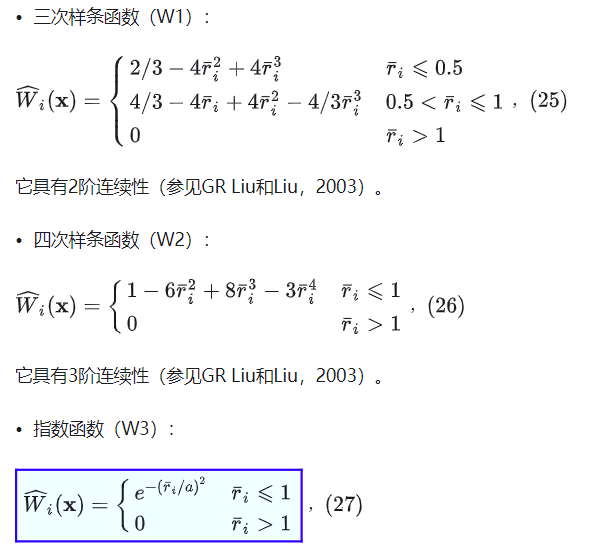 • 三次样条函数（W1）：
$\widehat{W}_i(\mathbf{x}) = \begin{cases} 2/3 - 4\bar{r}_i^2 + 4\bar{r}_i^3 & \bar{r}_i \leqslant 0.5 \\ 4/3 - 4\bar{r}_i + 4\bar{r}_i^2 - 4/3\bar{r}_i^3 & 0.5 < \bar{r}_i \leqslant 1 \\ 0 & \bar{r}_i > 1 \end{cases}$，(25)
它具有2阶连续性（参见GR Liu和Liu，2003）。
• 四次样条函数（W2）：
$\widehat{W}_i(\mathbf{x}) = \begin{cases} 1 - 6\bar{r}_i^2 + 8\bar{r}_i^3 - 3\bar{r}_i^4 & \bar{r}_i \leqslant 1 \\ 0 & \bar{r}_i > 1 \end{cases}$，(26)
它具有3阶连续性（参见GR Liu和Liu，2003）。
• 指数函数（W3）：
$\widehat{W}_i(\mathbf{x}) = \begin{cases} e^{-(\bar{r}_i/a)^2} & \bar{r}_i \leqslant 1 \\ 0 & \bar{r}_i > 1 \end{cases}$，(27)